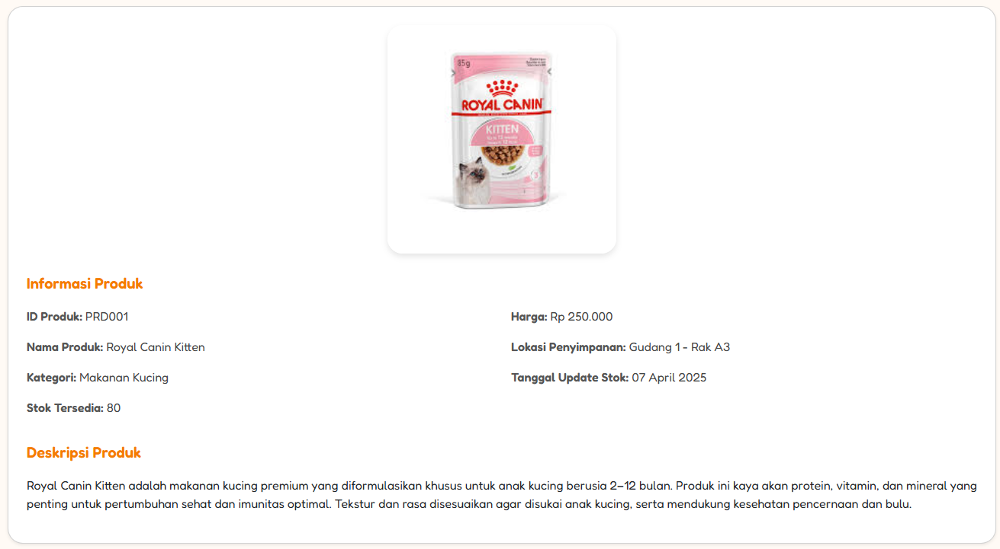 85g
ROYAL CANIN
KITTEN
Informasi Produk
ID Produk: PRD001
Harga: Rp 250.000
Nama Produk: Royal Canin Kitten
Lokasi Penyimpanan: Gudang 1 - Rak A3
Kategori: Makanan Kucing
Tanggal Update Stok: 07 April 2025
Stok Tersedia: 80
Deskripsi Produk
Royal Canin Kitten adalah makanan kucing premium yang diformulasikan khusus untuk anak kucing berusia 2–12 bulan. Produk ini kaya akan protein, vitamin, dan mineral yang
penting untuk pertumbuhan sehat dan imunitas optimal. Tekstur dan rasa disesuaikan agar disukai anak kucing, serta mendukung kesehatan pencernaan dan bulu.